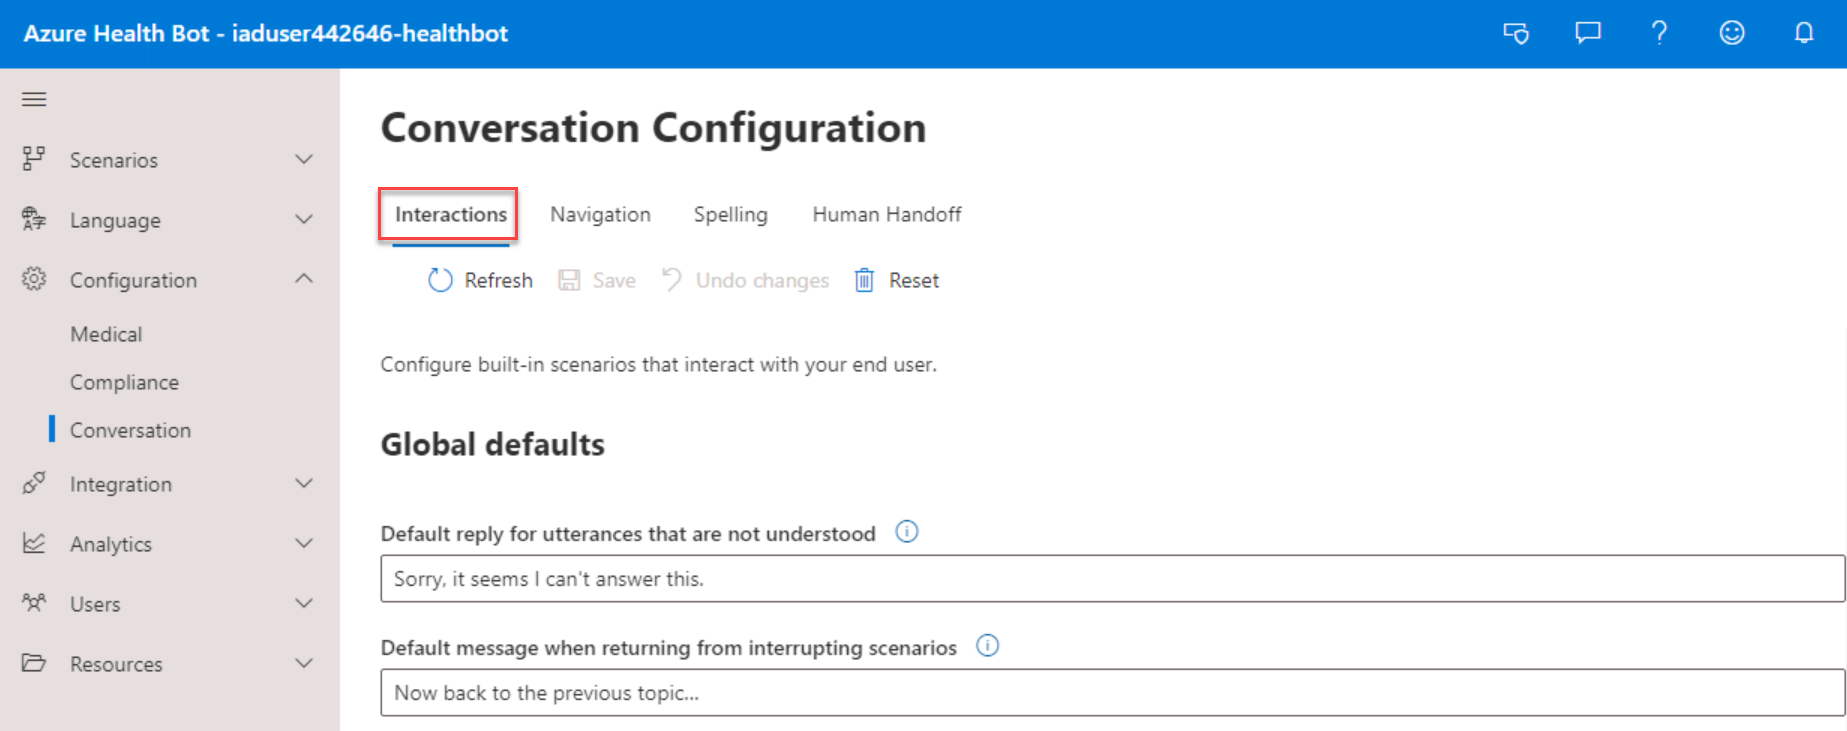 Azure Health Bot - iaduser442646-healthbot
Scenarios
Language
Configuration
Medical
Compliance
Conversation
Integration
Analytics
Users
Resources
Conversation Configuration
Interactions Navigation Spelling Human Handoff
Refresh Save Undo changes Reset
Configure built-in scenarios that interact with your end user.
Global defaults
Default reply for utterances that are not understood
Sorry, it seems I can't answer this.
Default message when returning from interrupting scenarios
Now back to the previous topic...